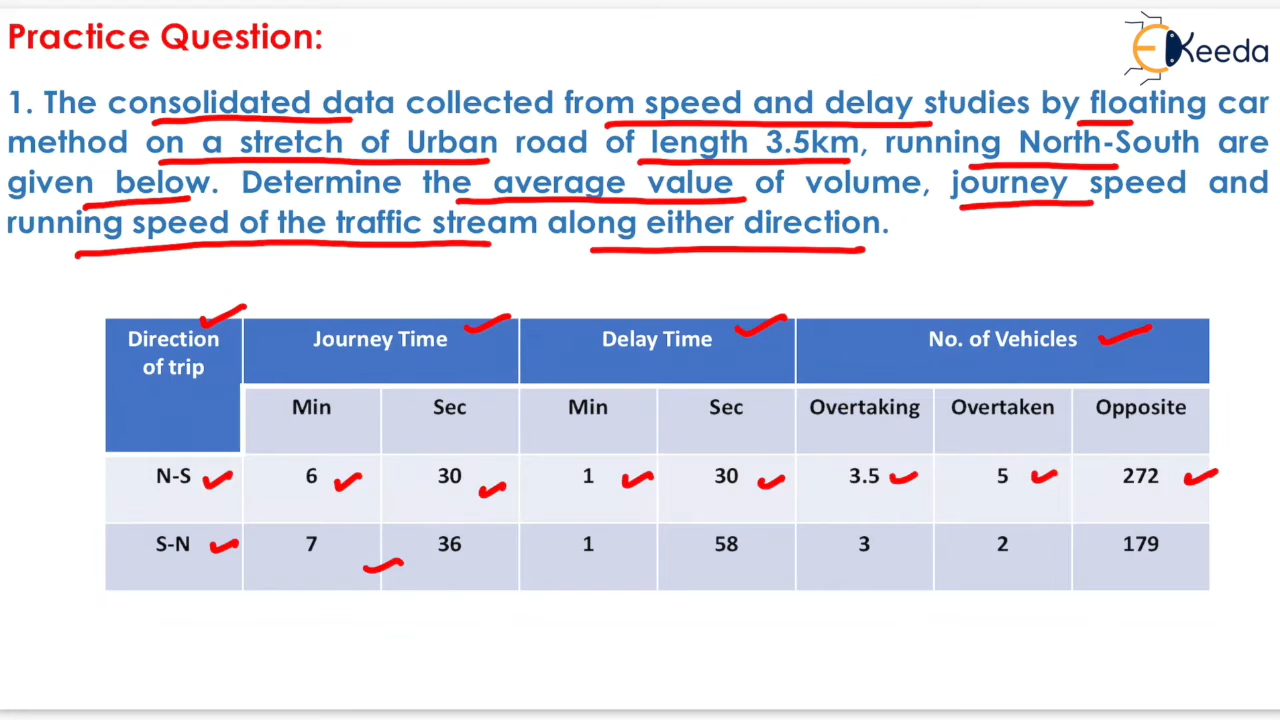 Practice Question:
EKeeda
1. The consolidated data collected from speed and delay studies by floating car
method on a stretch of Urban road of length 3.5km, running North-South are
given below. Determine the average value of volume, journey speed and
running speed of the traffic stream along either direction.
Direction of trip Journey Time Delay Time No. of Vehicles
Min Sec Min Sec Overtaking Overtaken Opposite
N-S 6 30 1 30 3.5 5 272
S-N 7 36 1 58 3 2 179